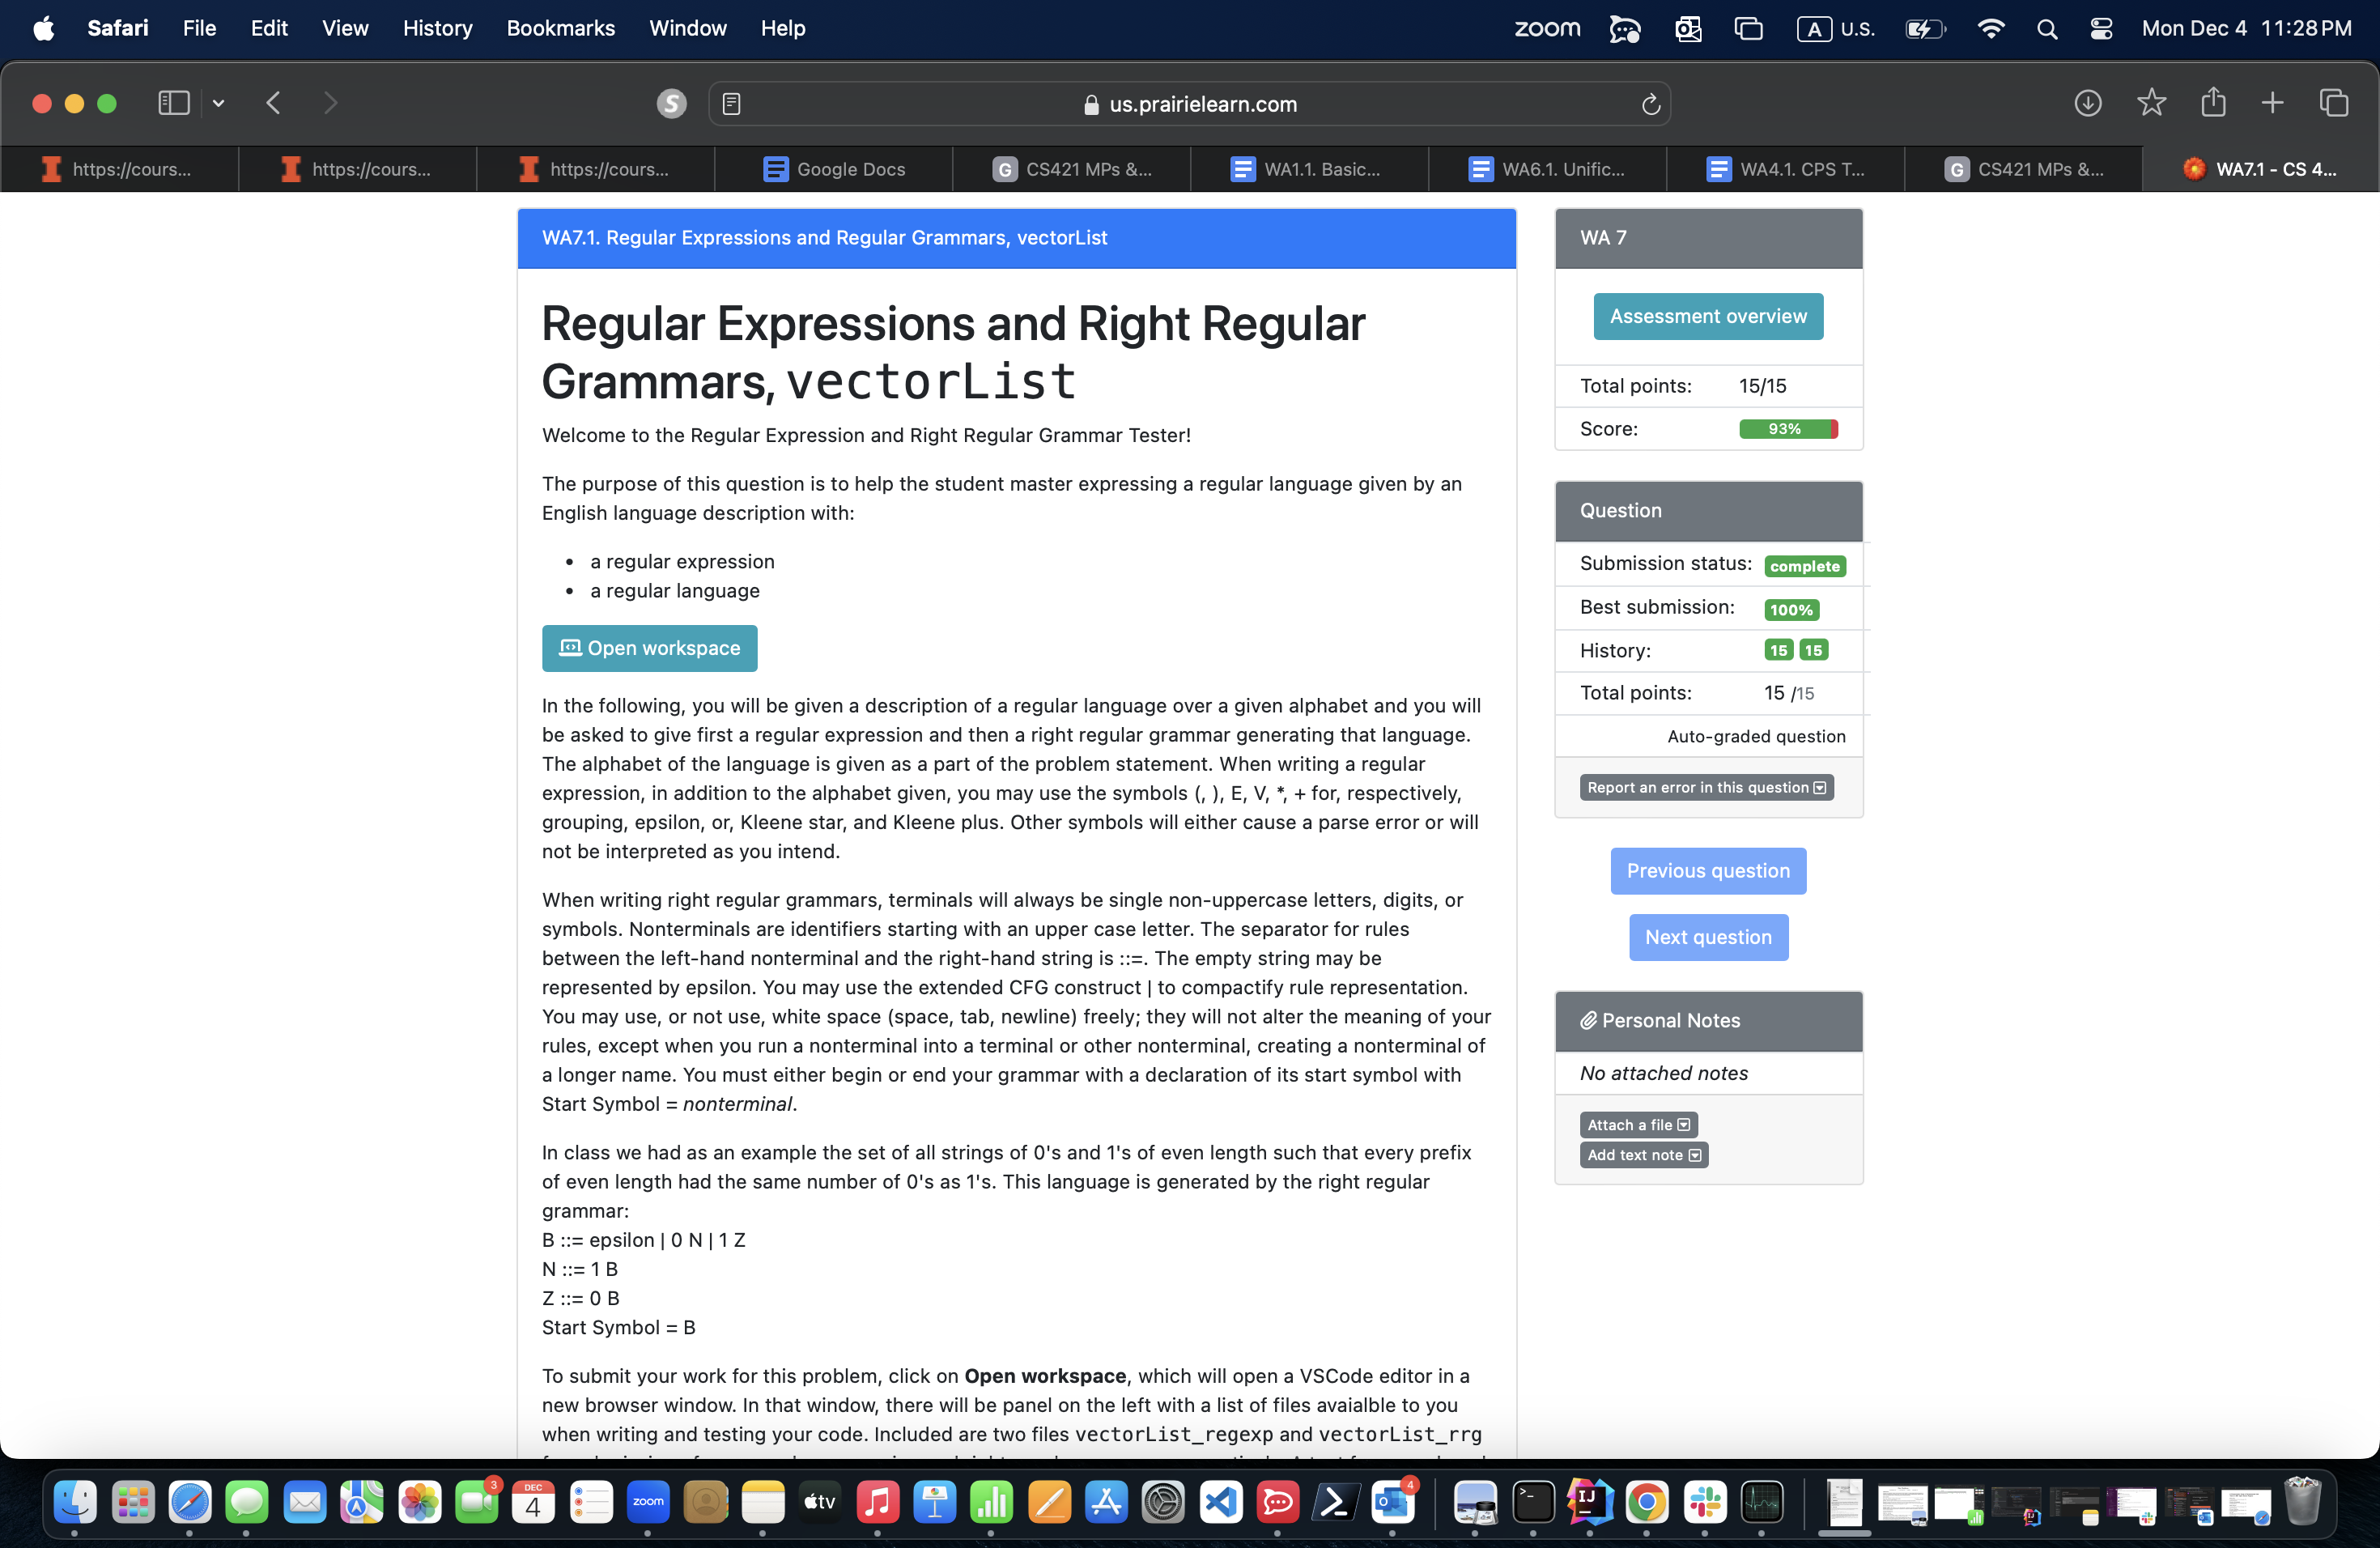 Safari File Edit View History Bookmarks Window Help zoom A U.S. Mon Dec 4 11:28 PM
S us.prairielearn.com
https://cours... https://cours... https://cours... Google Docs G CS421 MPs &... WA1.1. Basic... WA6.1. Unific... WA4.1. CPS T... G CS421 MPs &... WA7.1 - CS 4...
WA7.1. Regular Expressions and Regular Grammars, vectorList
Regular Expressions and Right Regular
Grammars, vectorList
Welcome to the Regular Expression and Right Regular Grammar Tester!
The purpose of this question is to help the student master expressing a regular language given by an
English language description with:
• a regular expression
• a regular language
Open workspace
In the following, you will be given a description of a regular language over a given alphabet and you will
be asked to give first a regular expression and then a right regular grammar generating that language.
The alphabet of the language is given as a part of the problem statement. When writing a regular
expression, in addition to the alphabet given, you may use the symbols (, ), E, V, *, + for, respectively,
grouping, epsilon, or, Kleene star, and Kleene plus. Other symbols will either cause a parse error or will
not be interpreted as you intend.
When writing right regular grammars, terminals will always be single non-uppercase letters, digits, or
symbols. Nonterminals are identifiers starting with an upper case letter. The separator for rules
between the left-hand nonterminal and the right-hand string is ::=. The empty string may be
represented by epsilon. You may use the extended CFG construct | to compactify rule representation.
You may use, or not use, white space (space, tab, newline) freely; they will not alter the meaning of your
rules, except when you run a nonterminal into a terminal or other nonterminal, creating a nonterminal of
a longer name. You must either begin or end your grammar with a declaration of its start symbol with
Start Symbol = nonterminal.
In class we had as an example the set of all strings of 0's and 1's of even length such that every prefix
of even length had the same number of 0's as 1's. This language is generated by the right regular
grammar:
B ::= epsilon | 0 N | 1 Z
N ::= 1 B
Z ::= 0 B
Start Symbol = B
To submit your work for this problem, click on Open workspace, which will open a VSCode editor in a
new browser window. In that window, there will be panel on the left with a list of files avaialble to you
when writing and testing your code. Included are two files vectorList_regexp and vectorList_rrg
WA 7
Assessment overview
Total points: 15/15
Score: 93%
Question
Submission status: complete
Best submission: 100%
History: 15 15
Total points: 15 /15
Auto-graded question
Report an error in this question
Previous question
Next question
Personal Notes
No attached notes
Attach a file
Add text note
3 DEC 4 zoom tv 4 IJ